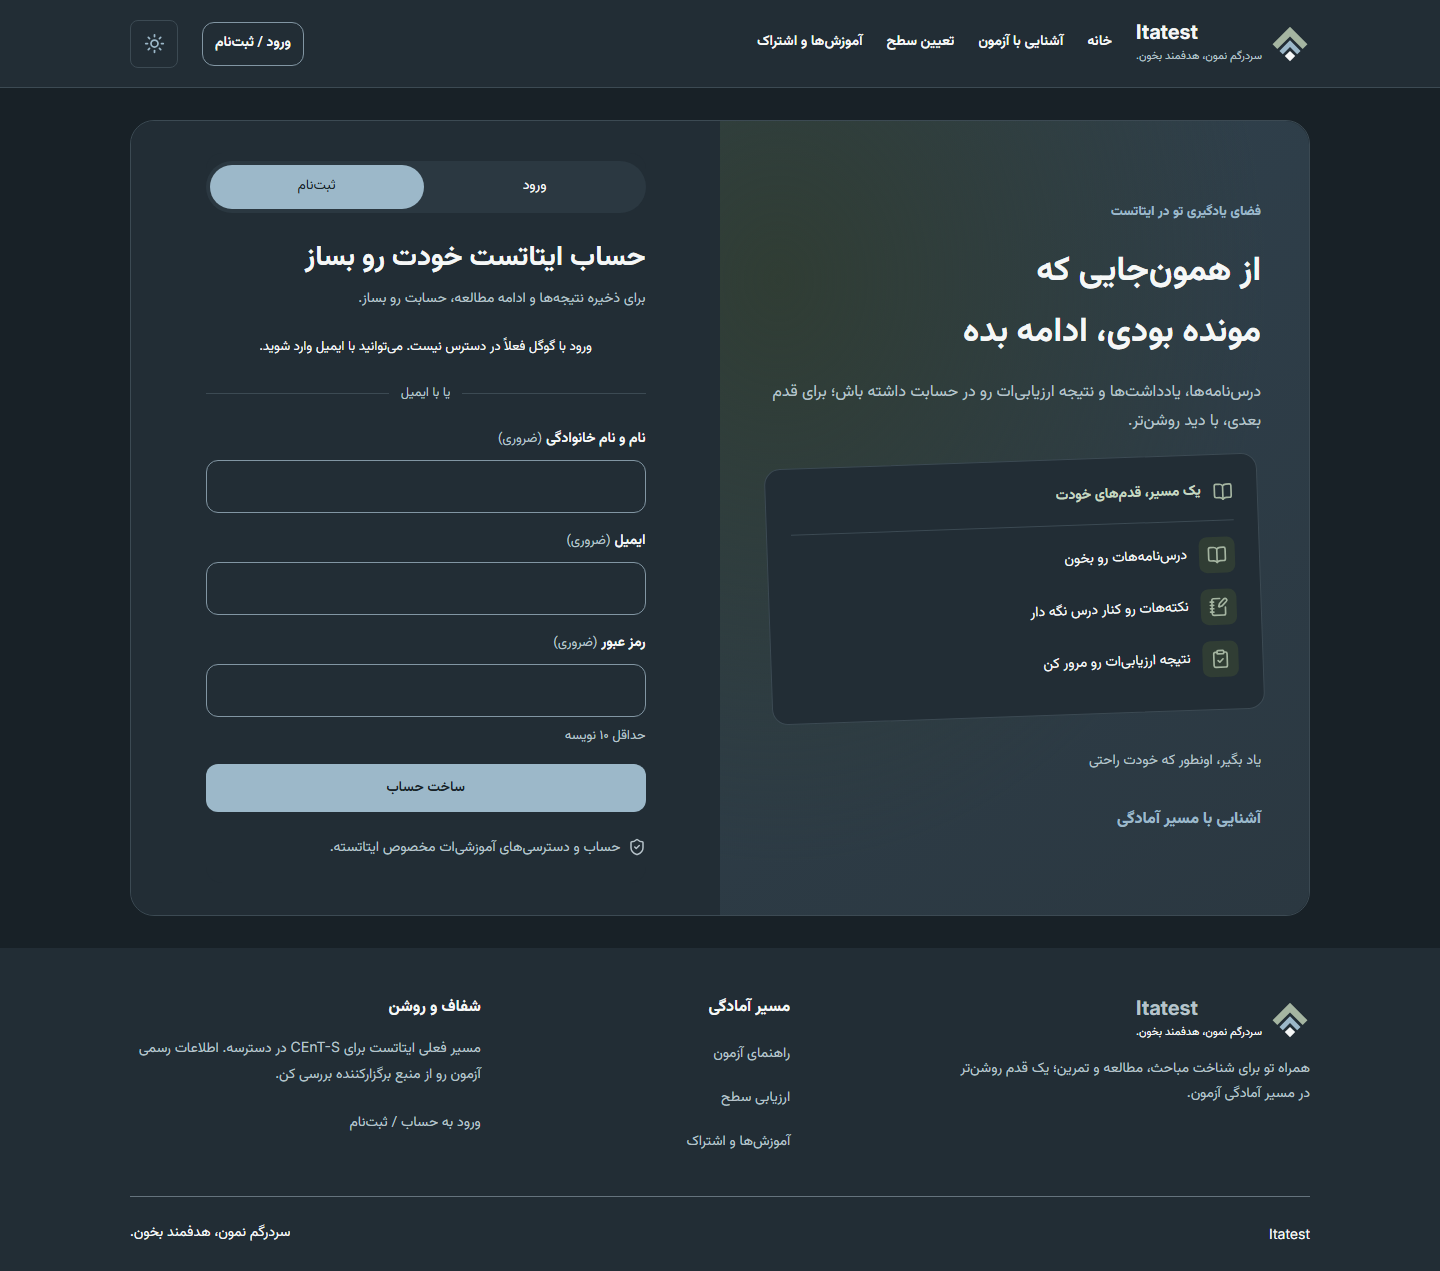 Itatest
سردرگم نمون، هدفمند بخون.
خانه
آشنایی با آزمون
تعیین سطح
آموزش‌ها و اشتراک
ورود / ثبت‌نام
فضای یادگیری تو در ایتاتست
از همون‌جایی که
مونده بودی، ادامه بده
درس‌نامه‌ها، یادداشت‌ها و نتیجه ارزیابی‌ات رو در حسابت داشته باش؛ برای قدم
بعدی، با دید روشن‌تر.
یک مسیر، قدم‌های خودت
درس‌نامه‌هات رو بخون
نکته‌هات رو کنار درس نگه دار
نتیجه ارزیابی‌ات رو مرور کن
یاد بگیر، اونطور که خودت راحتی
آشنایی با مسیر آمادگی
ورود
ثبت‌نام
حساب ایتاتست خودت رو بساز
برای ذخیره نتیجه‌ها و ادامه مطالعه، حسابت رو بساز.
ورود با گوگل فعلاً در دسترس نیست. می‌توانید با ایمیل وارد شوید.
یا با ایمیل
نام و نام خانوادگی (ضروری)
ایمیل (ضروری)
رمز عبور (ضروری)
حداقل ۱۰ نویسه
ساخت حساب
حساب و دسترسی‌های آموزشی‌ات مخصوص ایتاتسته.
Itatest
سردرگم نمون، هدفمند بخون.
همراه تو برای شناخت مباحث، مطالعه و تمرین؛ یک قدم روشن‌تر
در مسیر آمادگی آزمون.
مسیر آمادگی
راهنمای آزمون
ارزیابی سطح
آموزش‌ها و اشتراک
شفاف و روشن
مسیر فعلی ایتاتست برای CEnT-S در دسترسه. اطلاعات رسمی
آزمون رو از منبع برگزارکننده بررسی کن.
ورود به حساب / ثبت‌نام
Itatest
سردرگم نمون، هدفمند بخون.